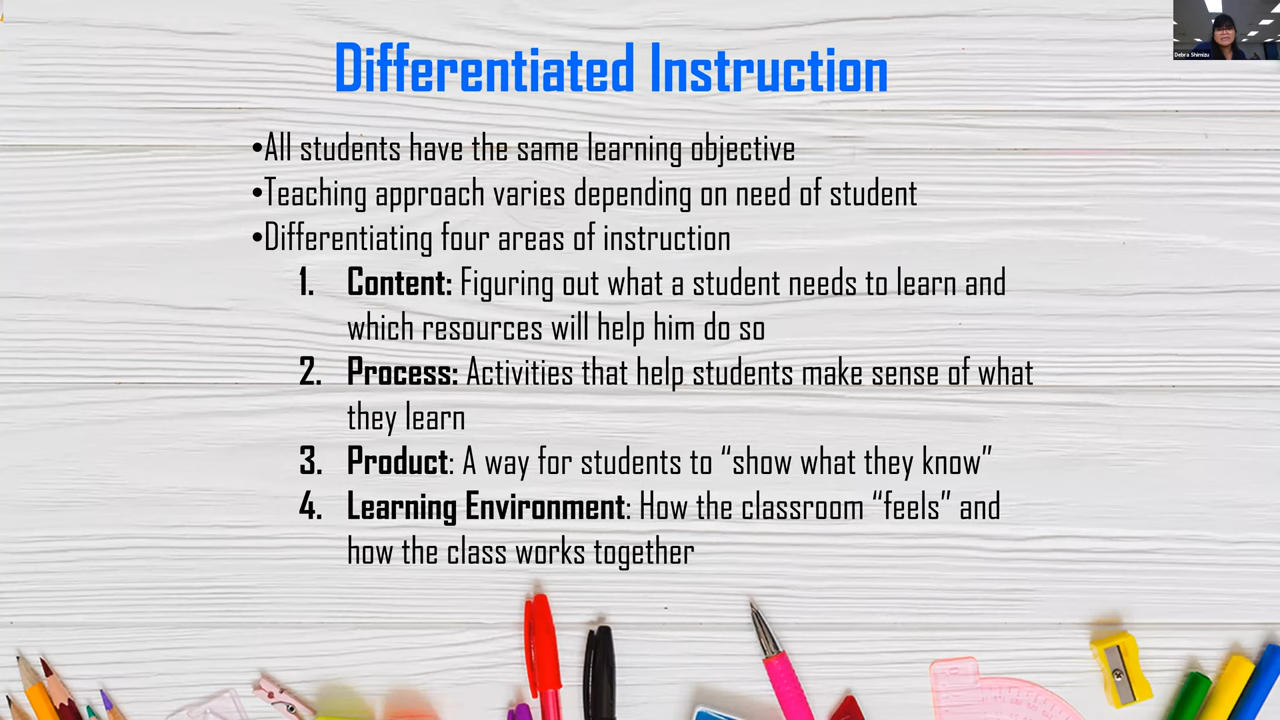 Differentiated Instruction
•All students have the same learning objective
•Teaching approach varies depending on need of student
•Differentiating four areas of instruction
1. Content: Figuring out what a student needs to learn and
which resources will help him do so
2. Process: Activities that help students make sense of what
they learn
3. Product: A way for students to “show what they know”
4. Learning Environment: How the classroom “feels” and
how the class works together
Debra Shimizu